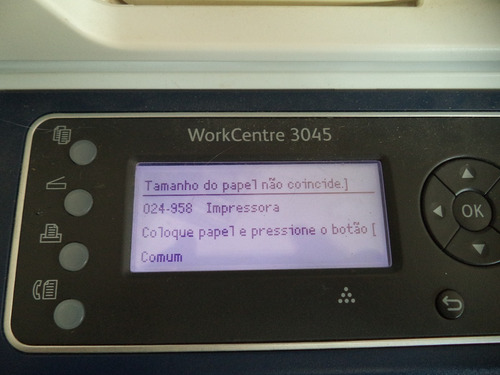 WorkCentre 3045
Tamanho do papel não coincide.]
024-958 Impressora
Coloque papel e pressione o botão [
Comum
OK